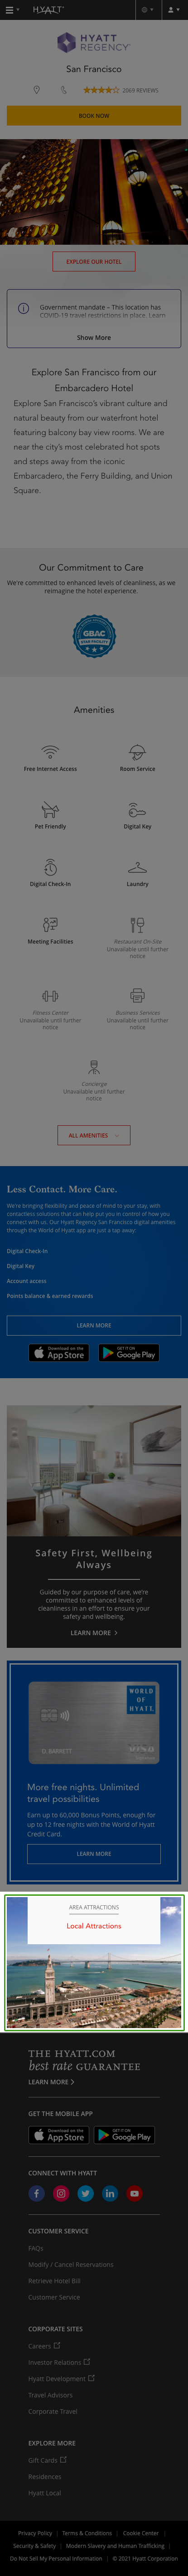 HYATT
HYATT
REGENCY
San Francisco
2069 REVIEWS
BOOK NOW
EXPLORE OUR HOTEL
Government mandate – This location has
COVID-19 travel restrictions in place. Learn
Show More
Explore San Francisco from our
Embarcadero Hotel
Explore San Francisco's vibrant culture and
natural beauty from our waterfront hotel
featuring boundary bay view rooms. We are
near the city's most celebrated hot spots
and steps away from the iconic
Embarcadero, the Ferry Building, and Union
Square.
Our Commitment to Care
We're committed to enhanced levels of cleanliness, as we
reimagine the hotel experience.
GBAC
STAR FACILITY
Amenities
Free Internet Access
Room Service
Pet Friendly
Digital Key
Digital Check-In
Laundry
Meeting Facilities
Restaurant On-Site
Unavailable until further
notice
Fitness Center
Unavailable until further
notice
Business Services
Unavailable until further
notice
Concierge
Unavailable until further
notice
ALL AMENITIES
Less Contact. More Care.
We're bringing flexibility and peace of mind to your stay, with
contactless solutions that can help put you in control of how you
connect with us. Our Hyatt Regency San Francisco digital amenities
through the World of Hyatt app are just a tap away:
Digital Check-In
Digital Key
Account access
Points balance & earned rewards
LEARN MORE
Download on the
App Store
GET IT ON
Google Play
Safety First, Wellbeing
Always
Guided by our purpose of care, we're
committed to enhanced levels of
cleanliness in an effort to ensure your
safety and wellbeing.
LEARN MORE
WORLD
OF
HYATT
D. BARRETT
More free nights. Unlimited
travel possibilities
Earn up to 60,000 Bonus Points, enough for
up to 12 free nights with the World of Hyatt
Credit Card.
LEARN MORE
AREA ATTRACTIONS
Local Attractions
THE HYATT.COM
best rate GUARANTEE
LEARN MORE
GET THE MOBILE APP
Download on the
App Store
GET IT ON
Google Play
CONNECT WITH HYATT
CUSTOMER SERVICE
FAQs
Modify / Cancel Reservations
Retrieve Hotel Bill
Customer Service
CORPORATE SITES
Careers
Investor Relations
Hyatt Development
Travel Advisors
Corporate Travel
EXPLORE MORE
Gift Cards
Residences
Hyatt Local
Privacy Policy | Terms & Conditions | Cookie Center |
Security & Safety | Modern Slavery and Human Trafficking |
Do Not Sell My Personal Information | © 2021 Hyatt Corporation